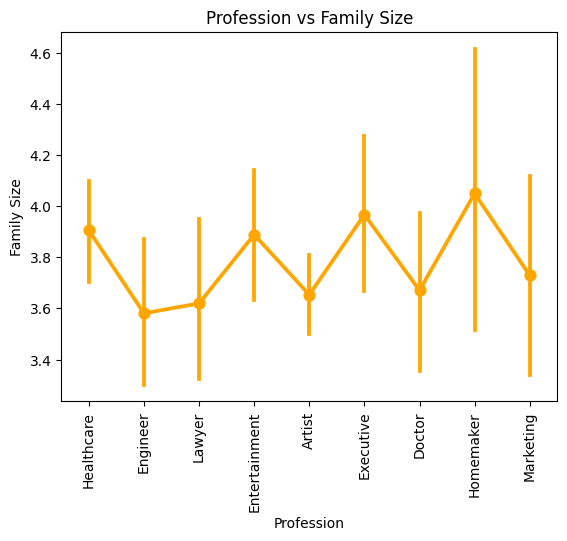 Profession vs Family Size
Family Size
4.6
4.4
4.2
4.0
3.8
3.6
3.4
Healthcare
Engineer
Lawyer
Entertainment
Artist
Executive
Doctor
Homemaker
Marketing
Profession